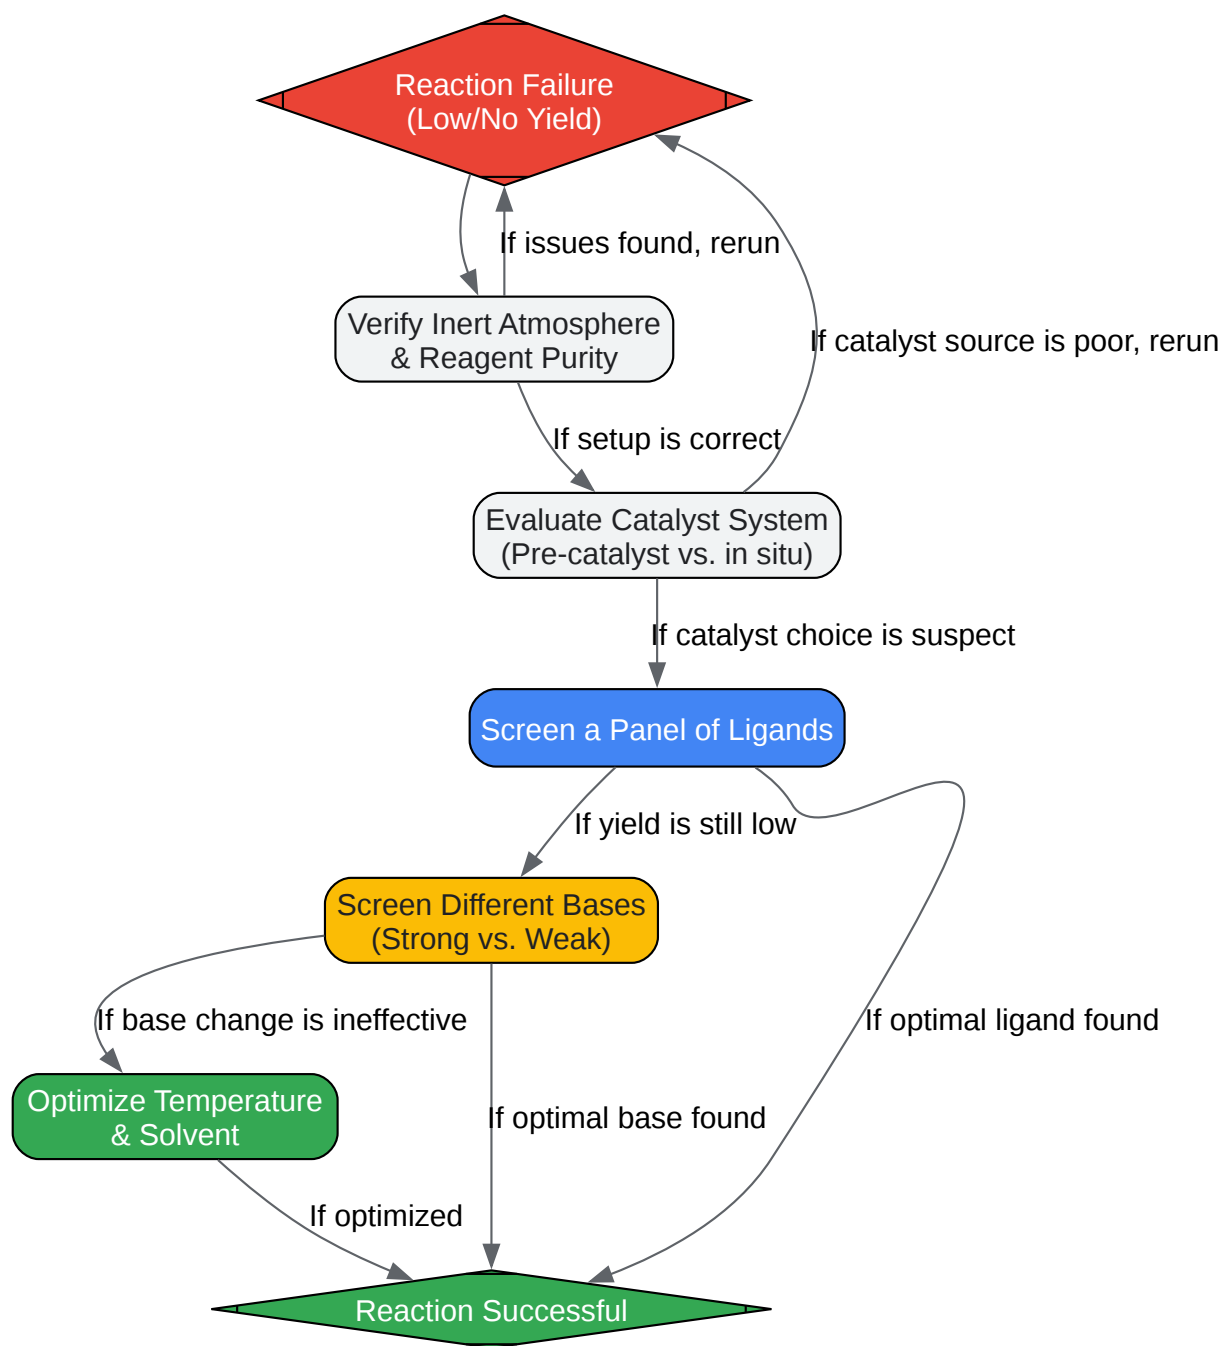 Reaction Failure
(Low/No Yield)
If issues found, rerun
Verify Inert Atmosphere
& Reagent Purity
If catalyst source is poor, rerun
If setup is correct
Evaluate Catalyst System
(Pre-catalyst vs. in situ)
If catalyst choice is suspect
Screen a Panel of Ligands
If yield is still low
Screen Different Bases
(Strong vs. Weak)
If base change is ineffective
If optimal ligand found
Optimize Temperature
& Solvent
If optimal base found
If optimized
Reaction Successful